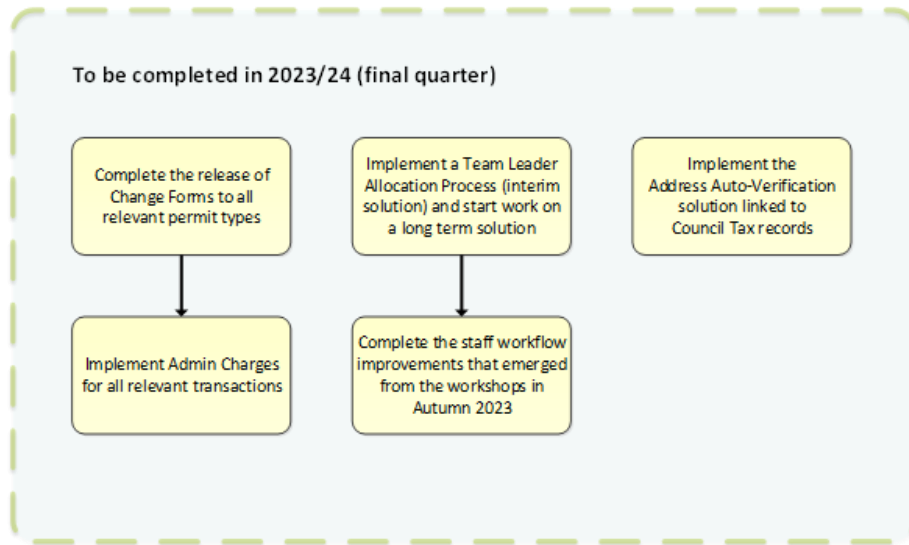 To be completed in 2023/24 (final quarter)
Complete the release of
Change Forms to all
relevant permit types
Implement a Team Leader
Allocation Process (interim
solution) and start work on
a long term solution
Implement the
Address Auto-Verification
solution linked to
Council Tax records
Implement Admin Charges
for all relevant transactions
Complete the staff workflow
improvements that emerged
from the workshops in
Autumn 2023